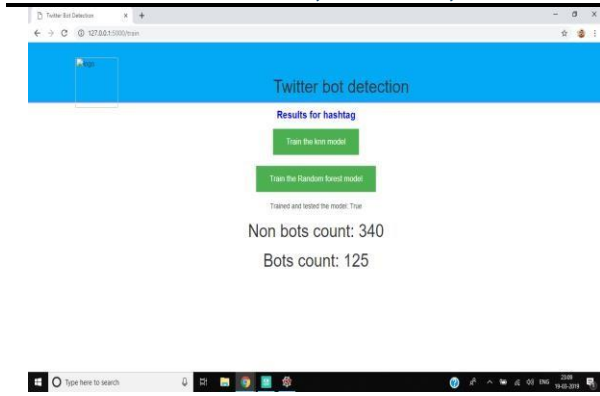 Twitter Bot Detection
127.0.0.1:5000/train
logo
Twitter bot detection
Results for hashtag
Train the knn model
Train the Random forest model
Trained and tested the model: True
Non bots count: 340
Bots count: 125
Type here to search
ENG
23:09
19-03-2019